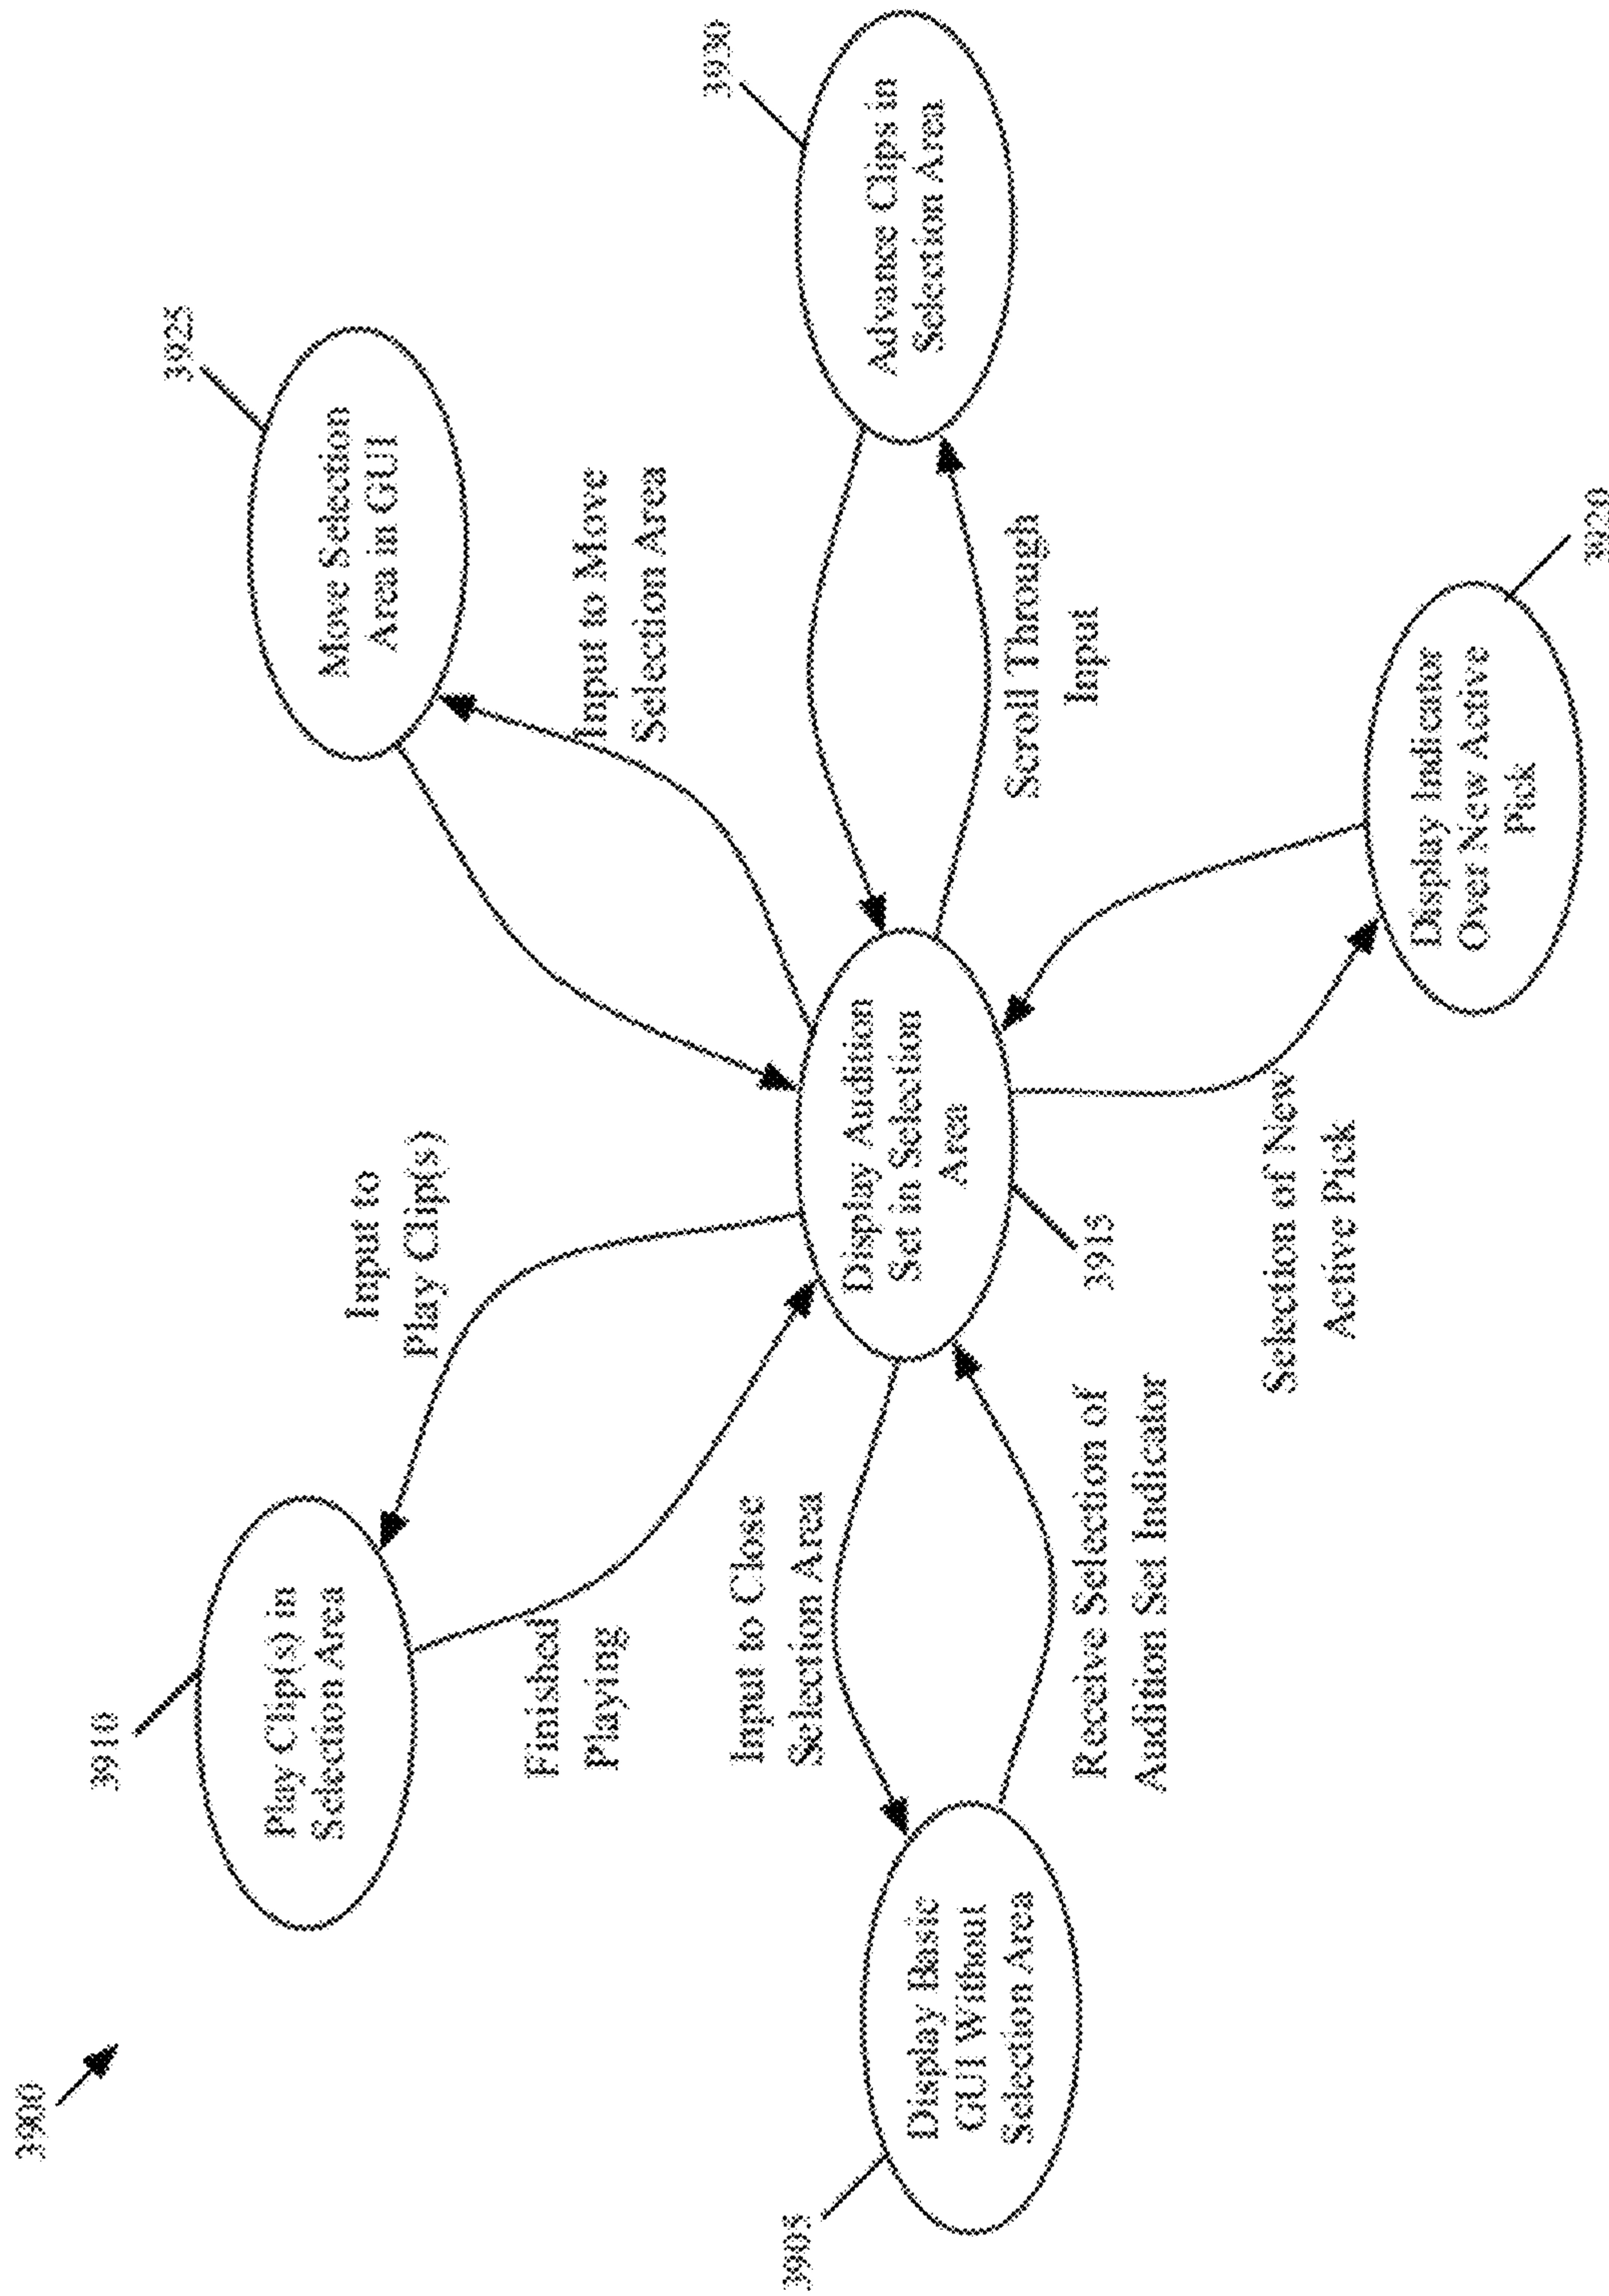 3900
3910
Play Clip(s) in
Selection Area
Input to
Play Clip(s)
Finished
Playing
3925
Move Selection
Area in GUI
Input to Move
Selection Area
3905
Display Basic
GUI Without
Selection Area
Input to Close
Selection Area
Receive Selection of
Audition Set Indicator
Display Audition
Set in Selection
Area
3915
3930
Advance Clips in
Selection Area
Scroll Through
Input
Selection of New
Active Pick
Display Indicator
Over New Active
Pick
3920